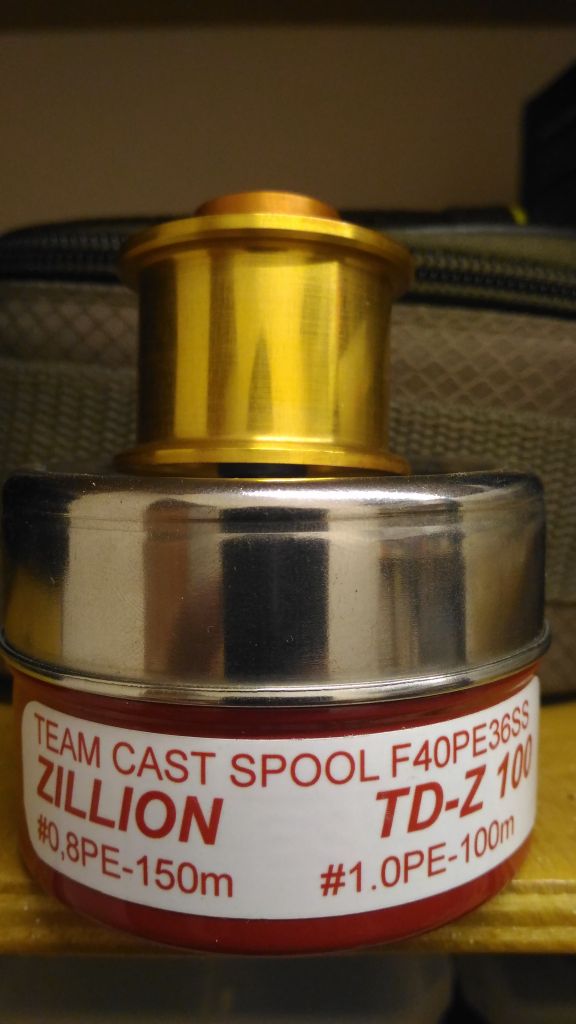 TEAM CAST SPOOL F40PE36SS
ZILLION TD-Z 100
#0,8PE-150m #1.0PE-100m